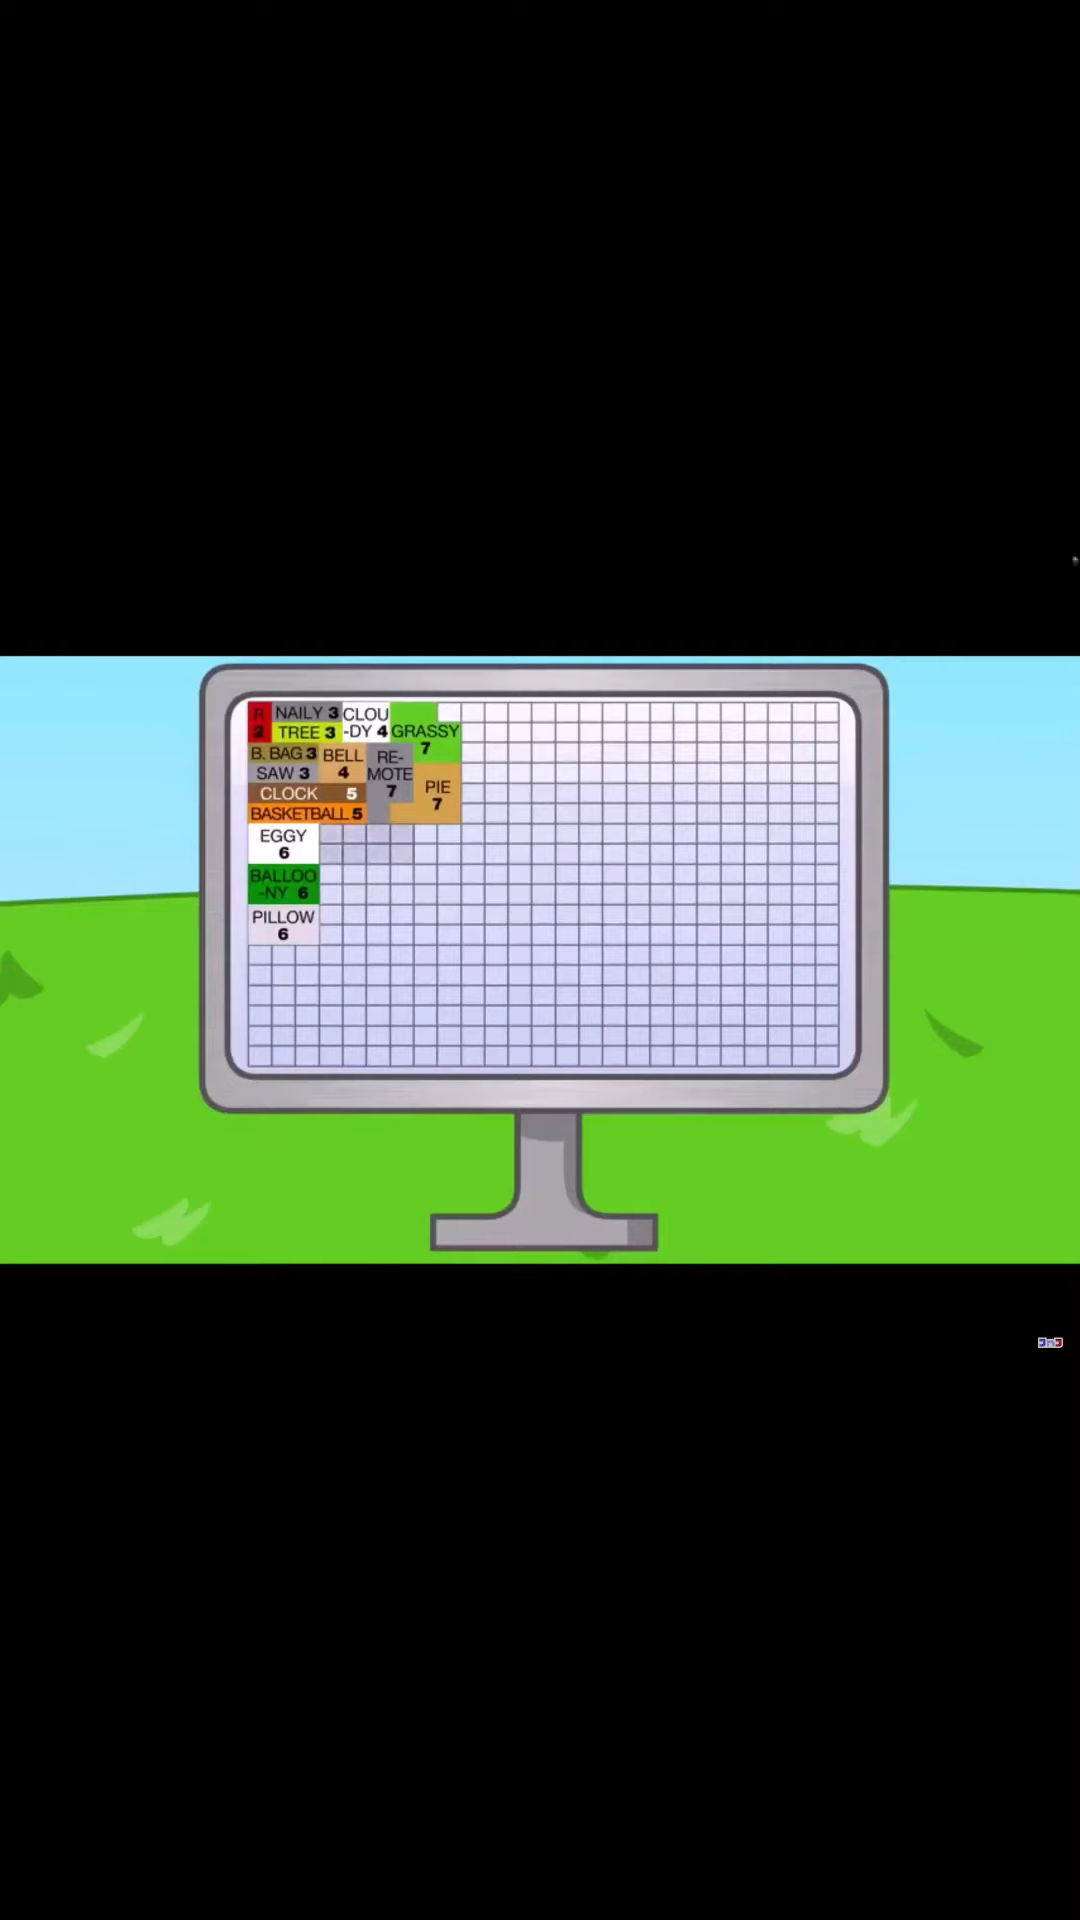 R
2
NAILY 3
TREE 3
CLOU
-DY 4
GRASSY
7
B. BAG 3
SAW 3
BELL
4
RE-
MOTE
7
PIE
7
CLOCK 5
BASKETBALL 5
EGGY
6
BALLOO
-NY 6
PILLOW
6